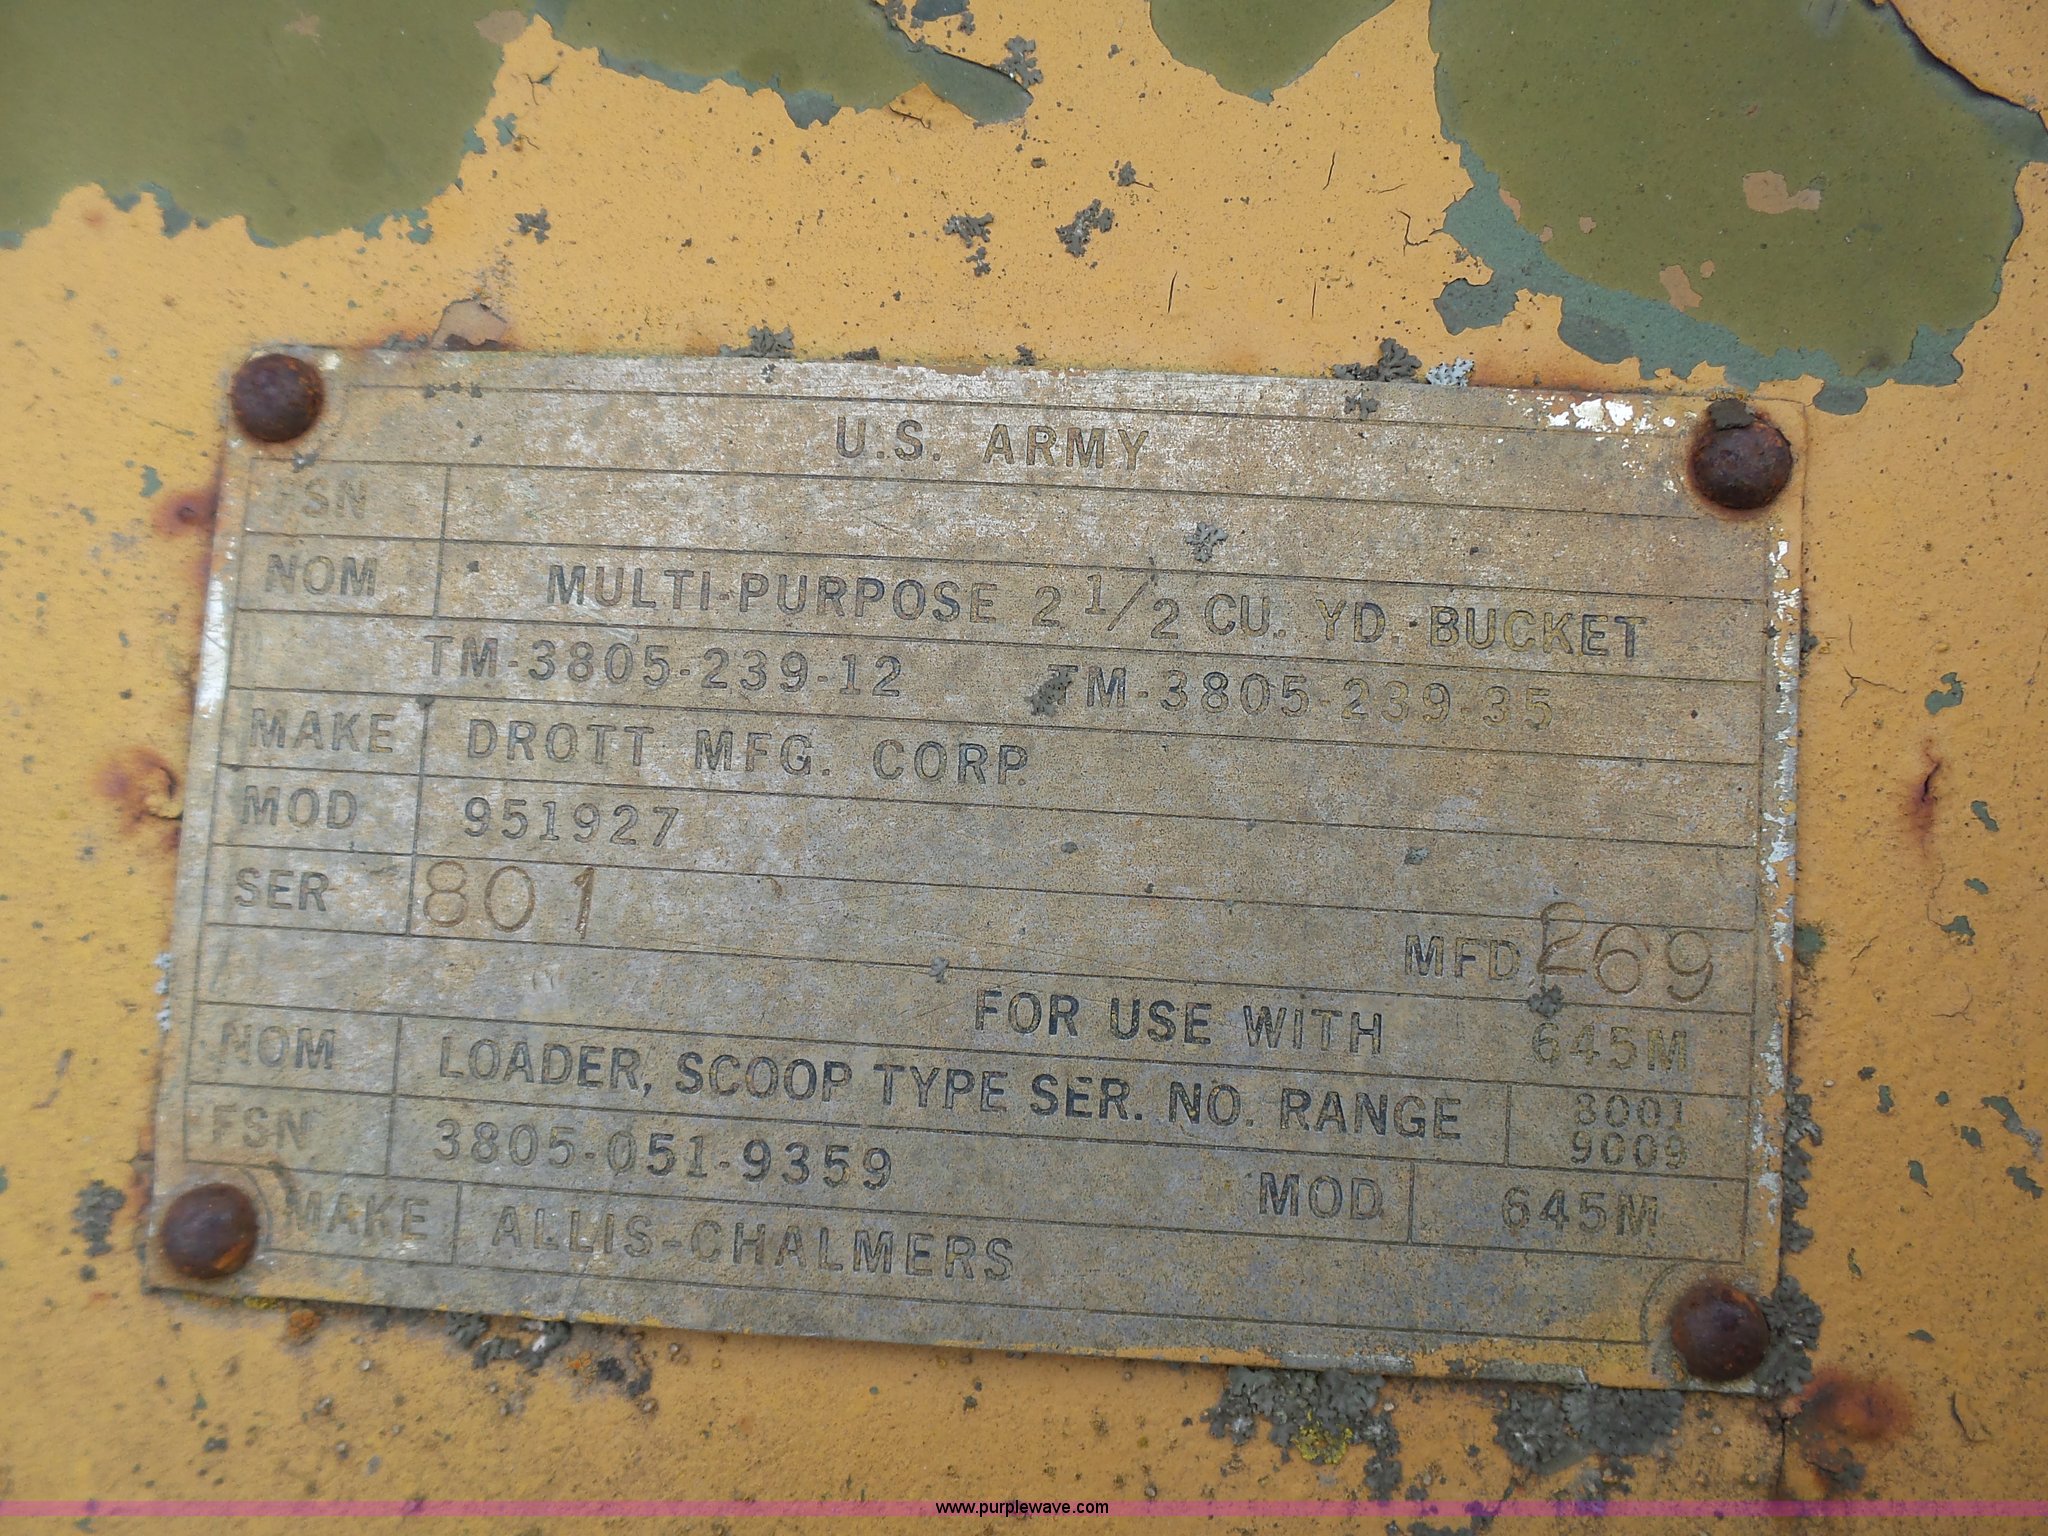 U.S. ARMY
FSN
NOM MULTI-PURPOSE 2 1/2 CU. YD. BUCKET
TM-3805-239-12 TM-3805-239-35
MAKE DROTT MFG. CORP.
MOD 951927
SER 801
MFD 269
FOR USE WITH 645M
NOM LOADER, SCOOP TYPE SER. NO. RANGE 8001
9009
FSN 3805-051-9359 MOD 645M
MAKE ALLIS-CHALMERS
www.purplewave.com